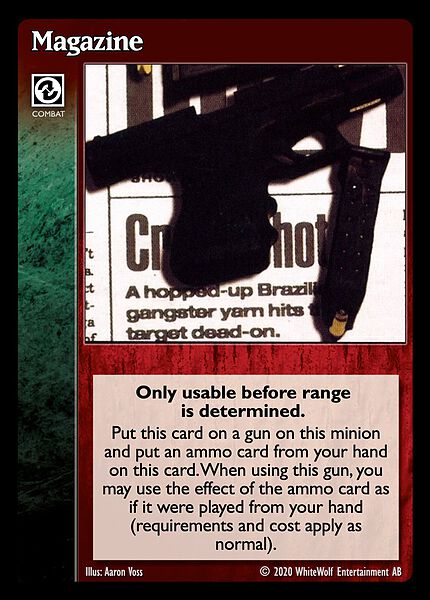 Magazine
COMBAT
SHO
Cr hot
A hopped-up Brazili
gangster yarn hits t
target dead-on.
Only usable before range
is determined.
Put this card on a gun on this minion
and put an ammo card from your hand
on this card.When using this gun, you
may use the effect of the ammo card as
if it were played from your hand
(requirements and cost apply as
normal).
Illus: Aaron Voss © 2020 WhiteWolf Entertainment AB